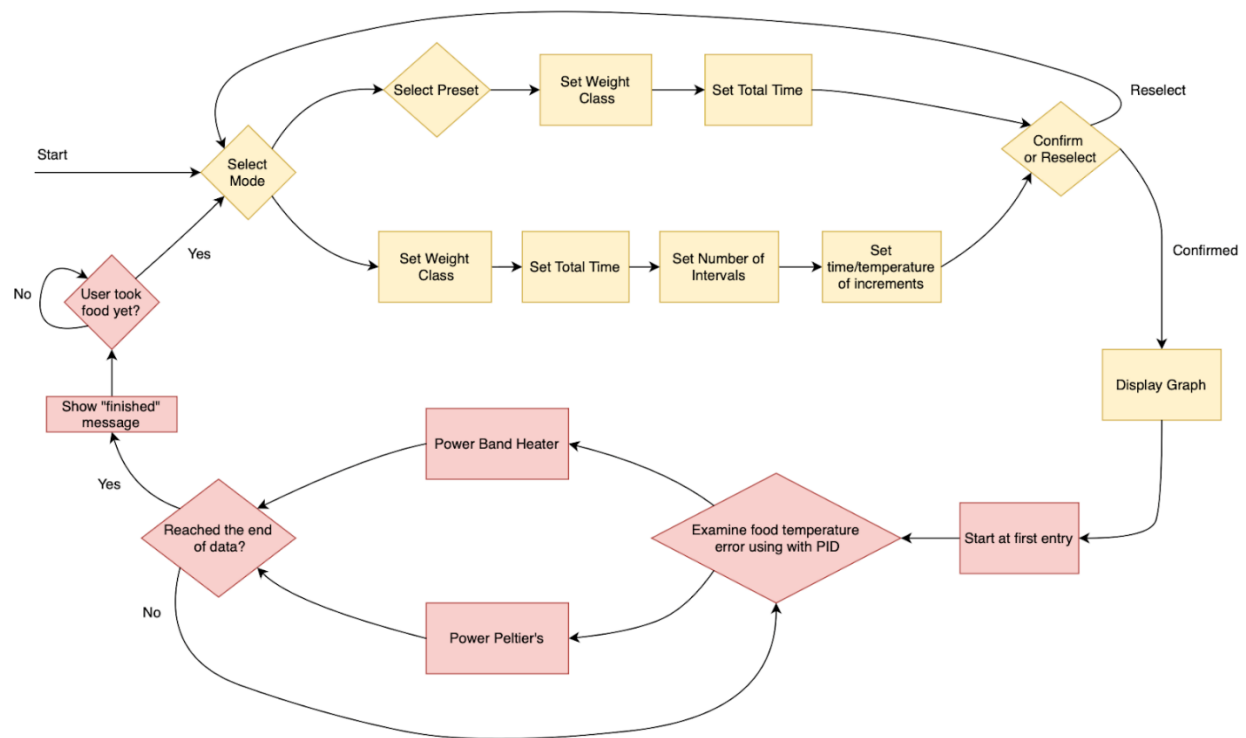 Reselect
Select Preset
Set Weight
Class
Set Total Time
Confirm
or Reselect
Start
Select
Mode
Yes
Set Weight
Class
Set Total Time
Set Number of
Intervals
Set
time/temperature
of increments
Confirmed
No
User took
food yet?
Display Graph
Show "finished"
message
Power Band Heater
Yes
Reached the end
of data?
Examine food temperature
error using with PID
Start at first entry
No
Power Peltier's